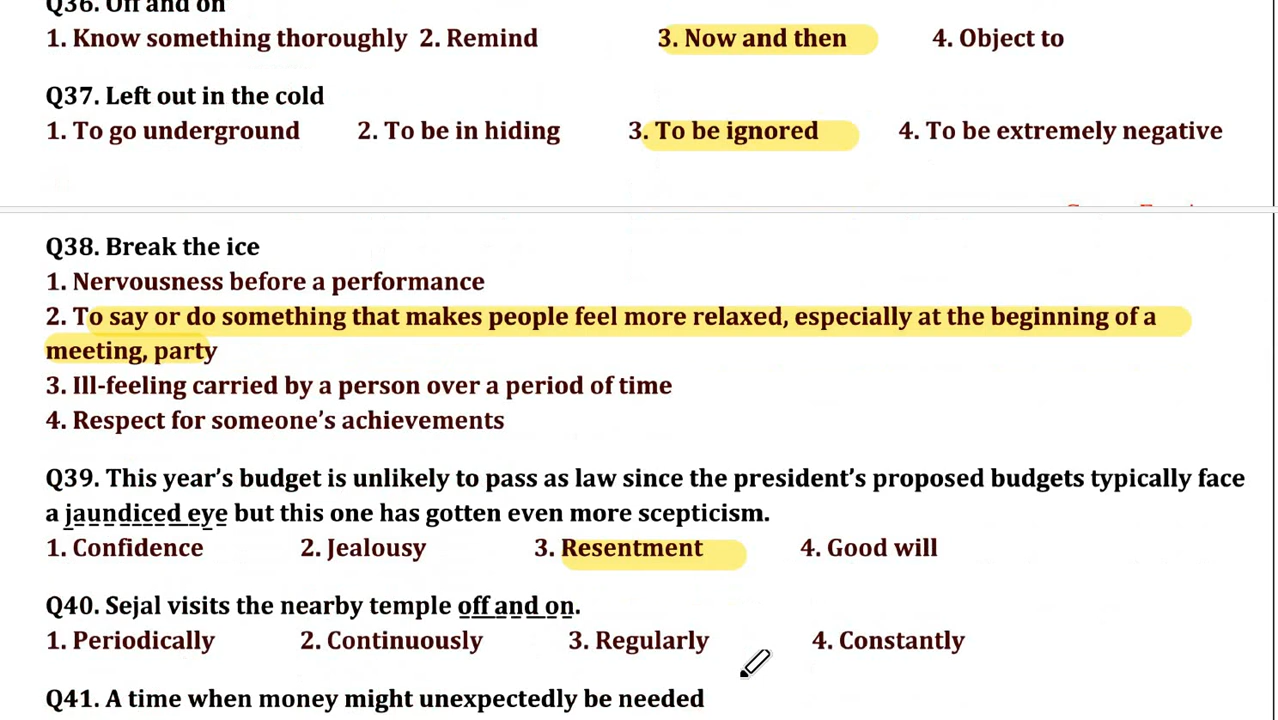 Q36. Off and on
1. Know something thoroughly 2. Remind 3. Now and then 4. Object to
Q37. Left out in the cold
1. To go underground 2. To be in hiding 3. To be ignored 4. To be extremely negative
Q38. Break the ice
1. Nervousness before a performance
2. To say or do something that makes people feel more relaxed, especially at the beginning of a
meeting, party
3. Ill-feeling carried by a person over a period of time
4. Respect for someone’s achievements
Q39. This year’s budget is unlikely to pass as law since the president’s proposed budgets typically face
a jaundiced eye but this one has gotten even more scepticism.
1. Confidence 2. Jealousy 3. Resentment 4. Good will
Q40. Sejal visits the nearby temple off and on.
1. Periodically 2. Continuously 3. Regularly 4. Constantly
Q41. A time when money might unexpectedly be needed